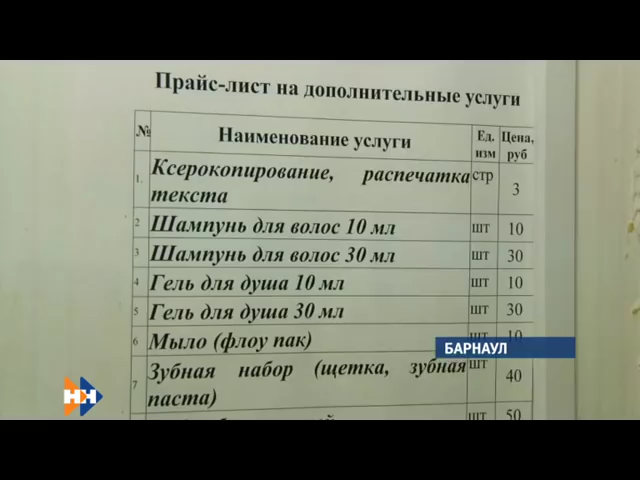 Прайс-лист на дополнительные услуги
№ Наименование услуги Ед. изм Цена, руб
1. Ксерокопирование, распечатка стр 3
текста
2 Шампунь для волос 10 мл шт 10
3 Шампунь для волос 30 мл шт 30
4 Гель для душа 10 мл шт 10
5 Гель для душа 30 мл шт 30
6 Мыло (флоу пак) шт 10
7 Зубная набор (щетка, зубная шт 40
паста)
шт 50
БАРНАУЛ
НН